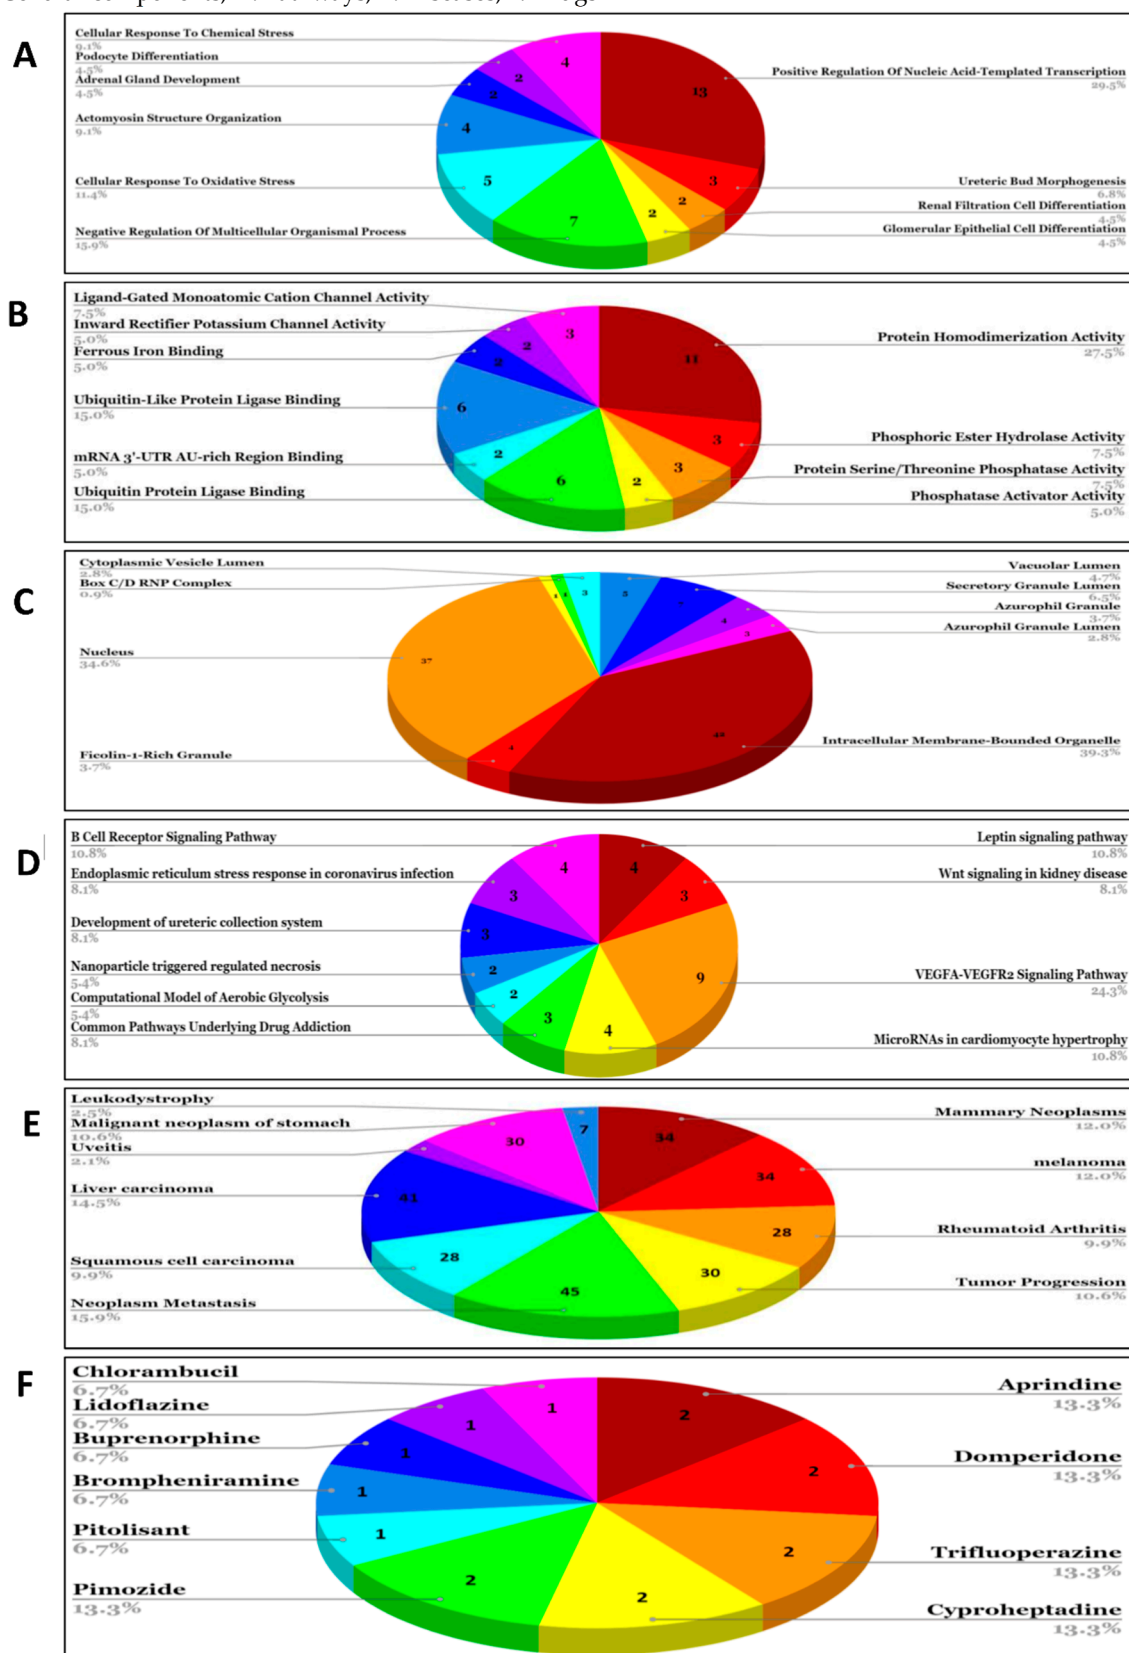 A
Cellular Response To Chemical Stress
9.1%
Podocyte Differentiation
4.5%
Adrenal Gland Development
4.5%
Actomyosin Structure Organization
9.1%
Cellular Response To Oxidative Stress
11.4%
Negative Regulation Of Multicellular Organismal Process
15.9%
Positive Regulation Of Nucleic Acid-Templated Transcription
29.5%
Ureteric Bud Morphogenesis
6.8%
Renal Filtration Cell Differentiation
4.5%
Glomerular Epithelial Cell Differentiation
4.5%
4
2
2
4
5
7
2
2
3
13
B
Ligand-Gated Monoatomic Cation Channel Activity
7.5%
Inward Rectifier Potassium Channel Activity
5.0%
Ferrous Iron Binding
5.0%
Ubiquitin-Like Protein Ligase Binding
15.0%
mRNA 3'-UTR AU-rich Region Binding
5.0%
Ubiquitin Protein Ligase Binding
15.0%
Protein Homodimerization Activity
27.5%
Phosphoric Ester Hydrolase Activity
7.5%
Protein Serine/Threonine Phosphatase Activity
7.5%
Phosphatase Activator Activity
5.0%
3
2
2
6
2
6
2
3
3
11
C
Cytoplasmic Vesicle Lumen
2.8%
Box C/D RNP Complex
0.9%
Nucleus
34.6%
Ficolin-1-Rich Granule
3.7%
Vacuolar Lumen
4.7%
Secretory Granule Lumen
6.5%
Azurophil Granule
3.7%
Azurophil Granule Lumen
2.8%
Intracellular Membrane-Bounded Organelle
39.3%
1
1
3
5
4
3
37
4
D
B Cell Receptor Signaling Pathway
10.8%
Endoplasmic reticulum stress response in coronavirus infection
8.1%
Development of ureteric collection system
8.1%
Nanoparticle triggered regulated necrosis
5.4%
Computational Model of Aerobic Glycolysis
5.4%
Common Pathways Underlying Drug Addiction
8.1%
Leptin signaling pathway
10.8%
Wnt signaling in kidney disease
8.1%
VEGFA-VEGFR2 Signaling Pathway
24.3%
MicroRNAs in cardiomyocyte hypertrophy
10.8%
4
3
3
2
2
3
4
9
3
4
E
Leukodystrophy
2.5%
Malignant neoplasm of stomach
10.6%
Uveitis
2.1%
Liver carcinoma
14.5%
Squamous cell carcinoma
9.9%
Neoplasm Metastasis
15.9%
Mammary Neoplasms
12.0%
melanoma
12.0%
Rheumatoid Arthritis
9.9%
Tumor Progression
10.6%
7
30
41
28
45
30
28
34
34
F
Chlorambucil
6.7%
Lidoflazine
6.7%
Buprenorphine
6.7%
Brompheniramine
6.7%
Pitolisant
6.7%
Pimozide
13.3%
Aprindine
13.3%
Domperidone
13.3%
Trifluoperazine
13.3%
Cyproheptadine
13.3%
1
1
1
1
1
2
2
2
2
2